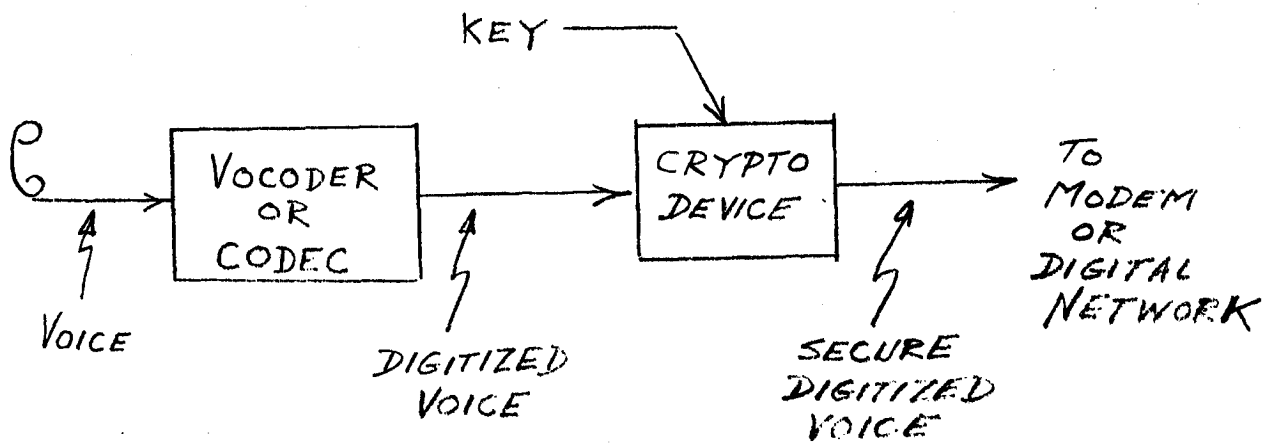 KEY
VOCODER
OR
CODEC
CRYPTO
DEVICE
TO
MODEM
OR
DIGITAL
NETWORK
VOICE
DIGITIZED
VOICE
SECURE
DIGITIZED
VOICE